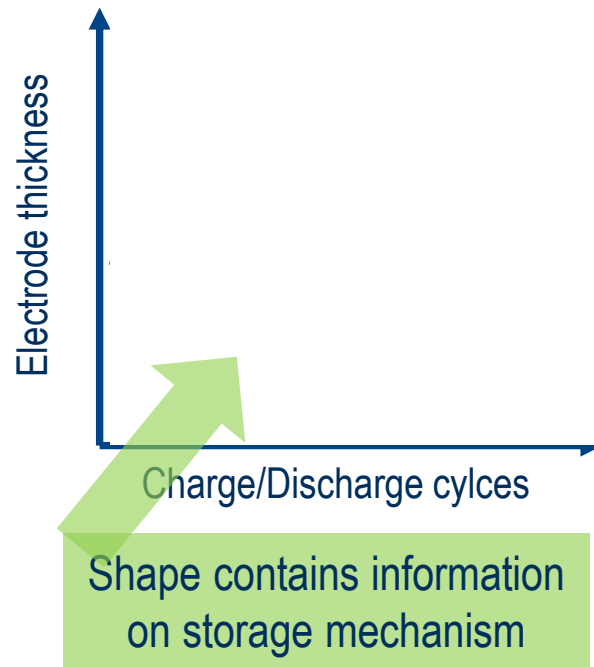 Electrode thickness
Charge/Discharge cylces
Shape contains information
on storage mechanism